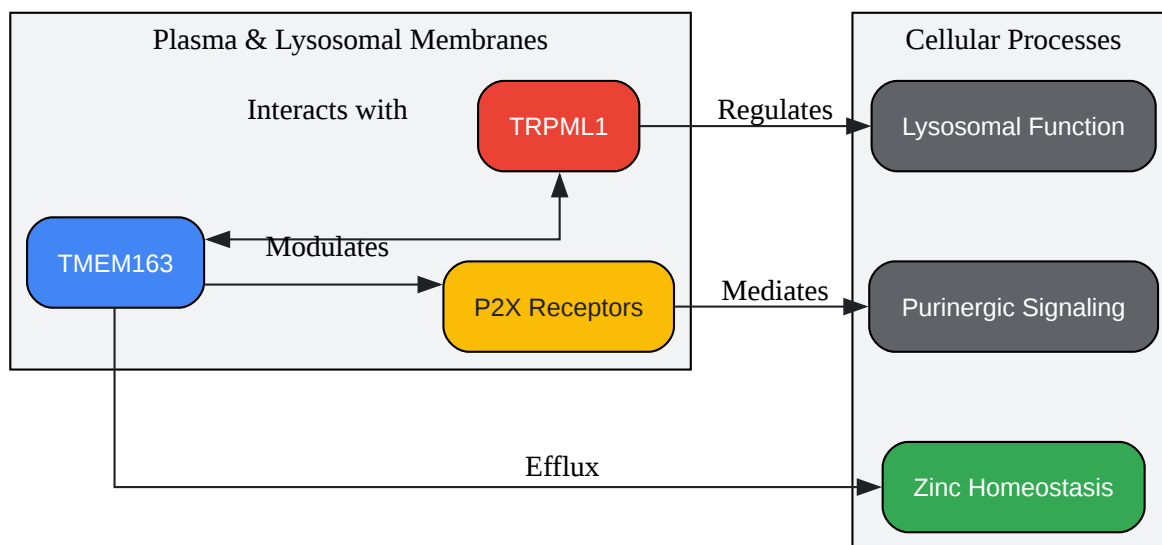 Plasma & Lysosomal Membranes
Cellular Processes
Interacts with
TRPML1
Regulates
Lysosomal Function
TMEM163
Modulates
P2X Receptors
Mediates
Purinergic Signaling
Efflux
Zinc Homeostasis